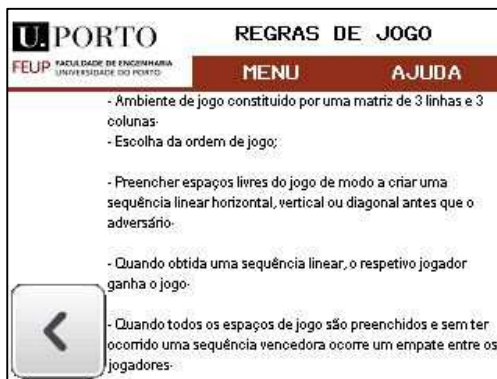 U. PORTO
REGRAS DE JOGO
FEUP FACULDADE DE ENGENHARIA
UNIVERSIDADE DO PORTO
MENU
AJUDA
- Ambiente de jogo constituido por uma matriz de 3 linhas e 3
colunas.
- Escolha da ordem de jogo;
- Preencher espaços livres do jogo de modo a criar uma
sequência linear horizontal, vertical ou diagonal antes que o
adversário.
- Quando obtida uma sequência linear, o respetivo jogador
ganha o jogo.
- Quando todos os espaços de jogo são preenchidos e sem ter
ocorrido uma sequência vencedora ocorre um empate entre os
jogadores.